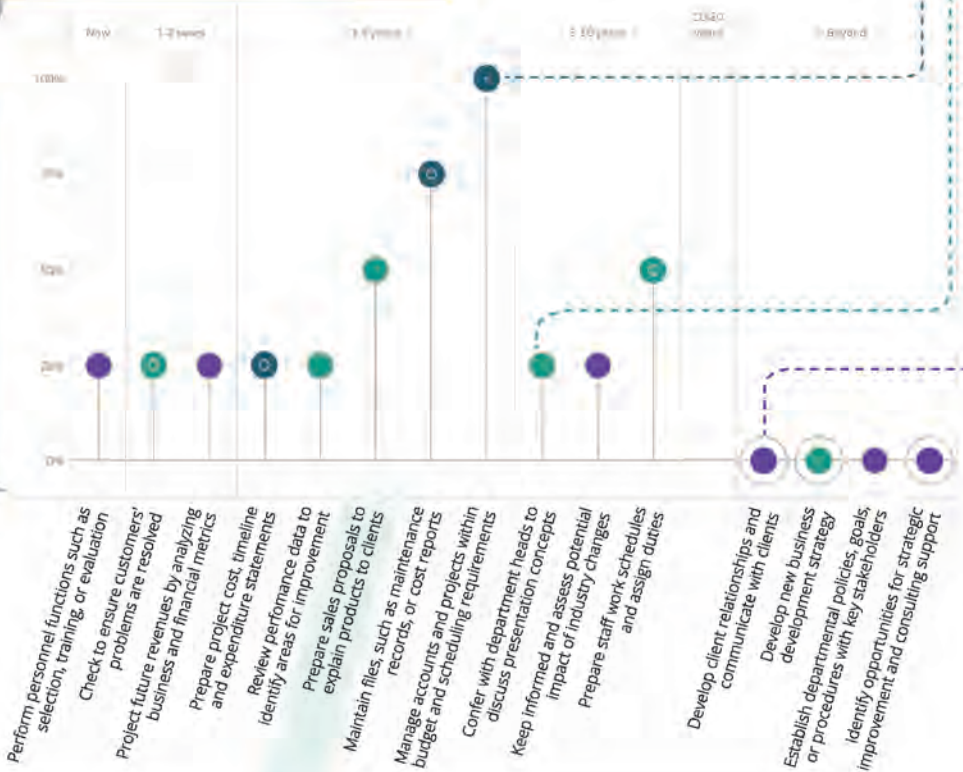 Now
1-2 years
100%
50%
0%
Perform personnel functions such as
selection, training, or evaluation
Check to ensure customers'
problems are resolved
Project future revenues by analyzing
business and financial metrics
Prepare project cost, timeline
and expenditure statements
Review perfomance data to
identify areas for improvement
Prepare sales proposals to
explain products to clients
Maintain files, such as maintenance
records, or cost reports
Manage accounts and projects within
budget and scheduling requirements
Confer with department heads to
discuss presentation concepts
Keep informed and assess potential
impact of industry changes
Prepare staff work schedules
and assign duties
Develop client relationships and
communicate with clients
Develop new business
development strategy
Establish departmental policies, goals,
or procedures with key stakeholders
Identify opportunities for strategic
improvement and consulting support